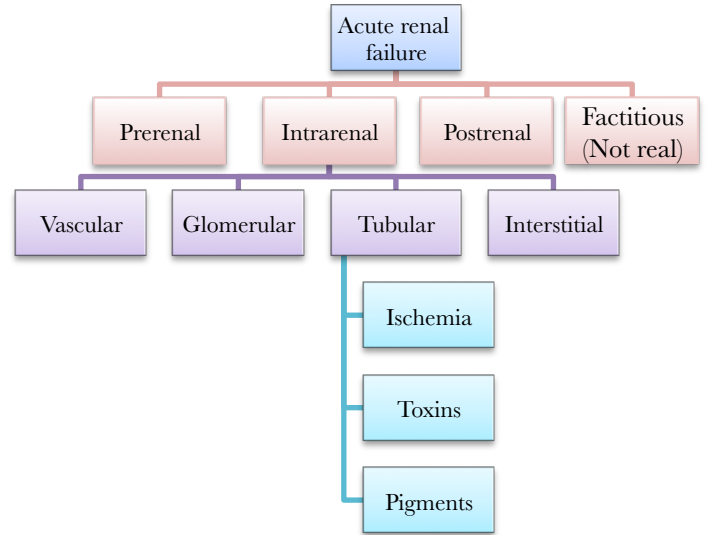 Acute renal
failure
Prerenal
Intrarenal
Postrenal
Factitious
(Not real)
Vascular
Glomerular
Tubular
Interstitial
Ischemia
Toxins
Pigments